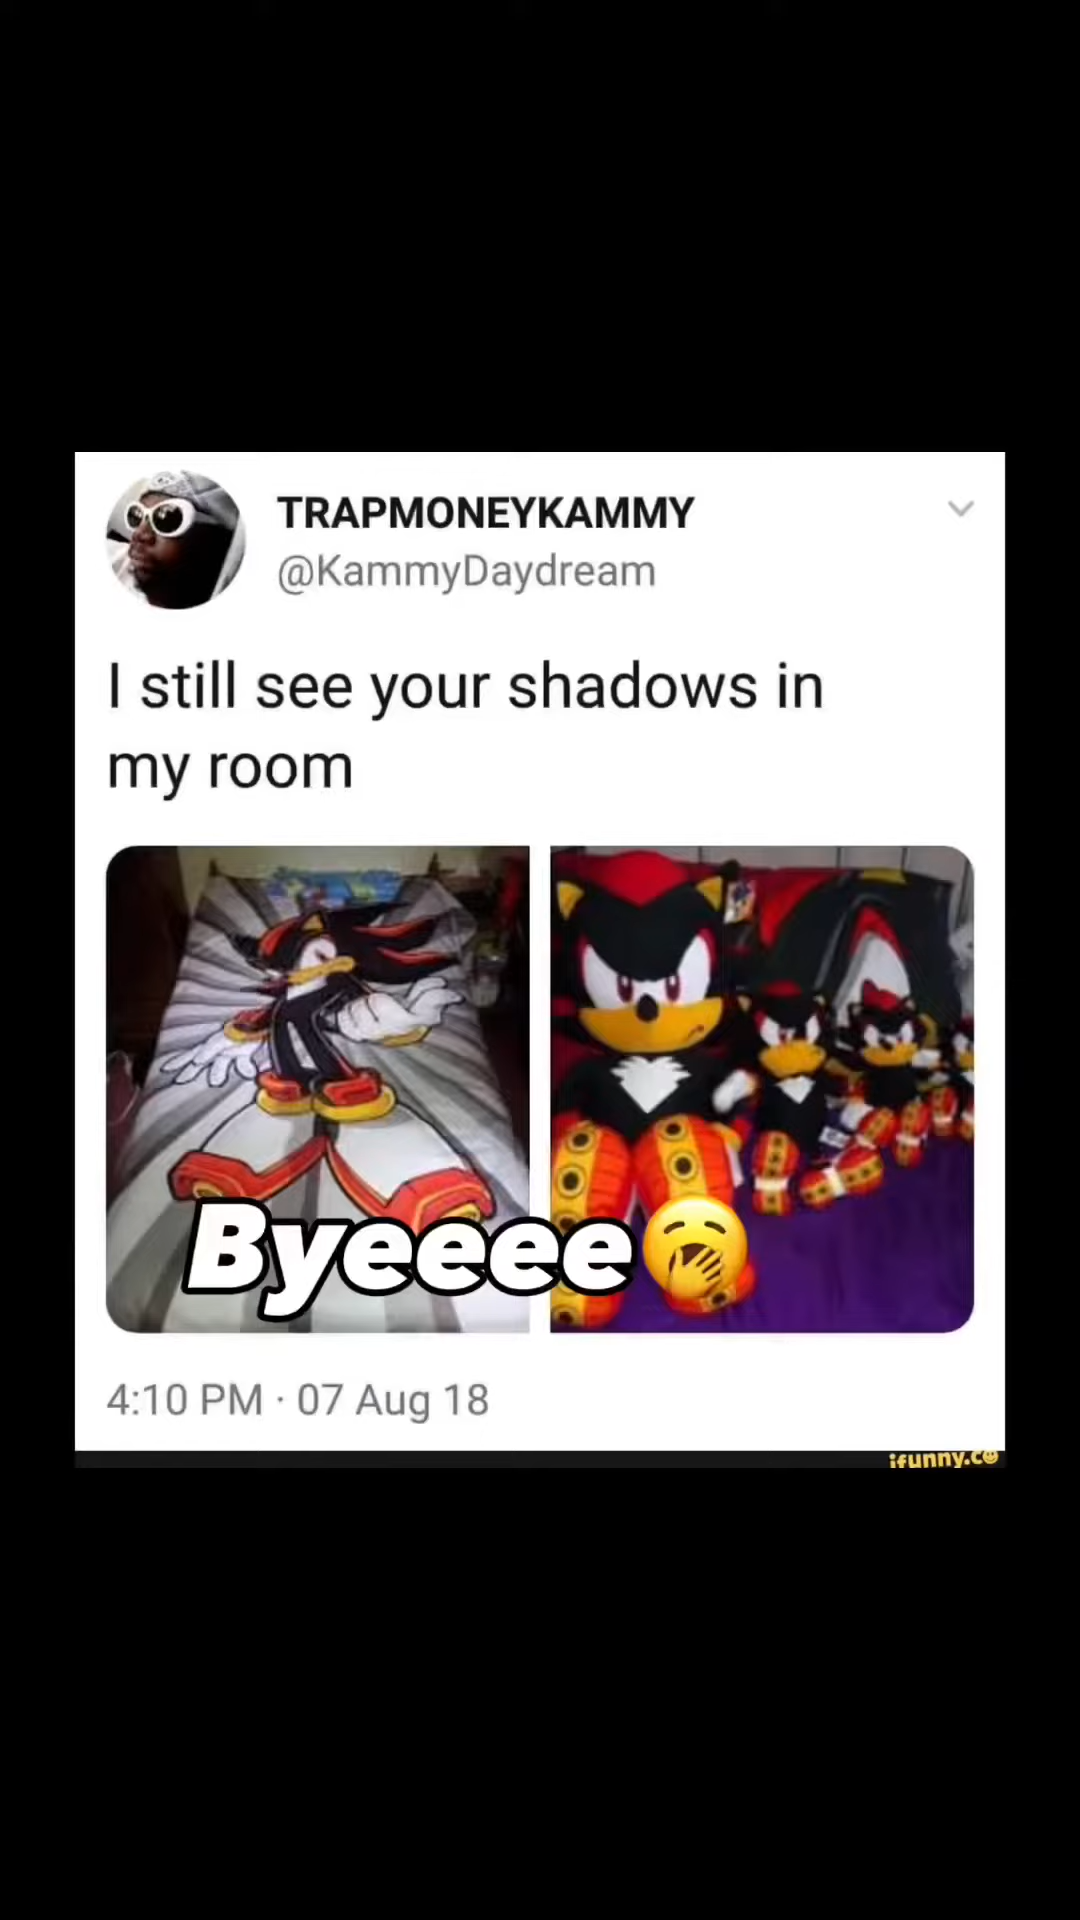 TRAPMONEYKAMMY
@KammyDaydream
I still see your shadows in
my room
Byeeee🥱
4:10 PM · 07 Aug 18
ifunny.co